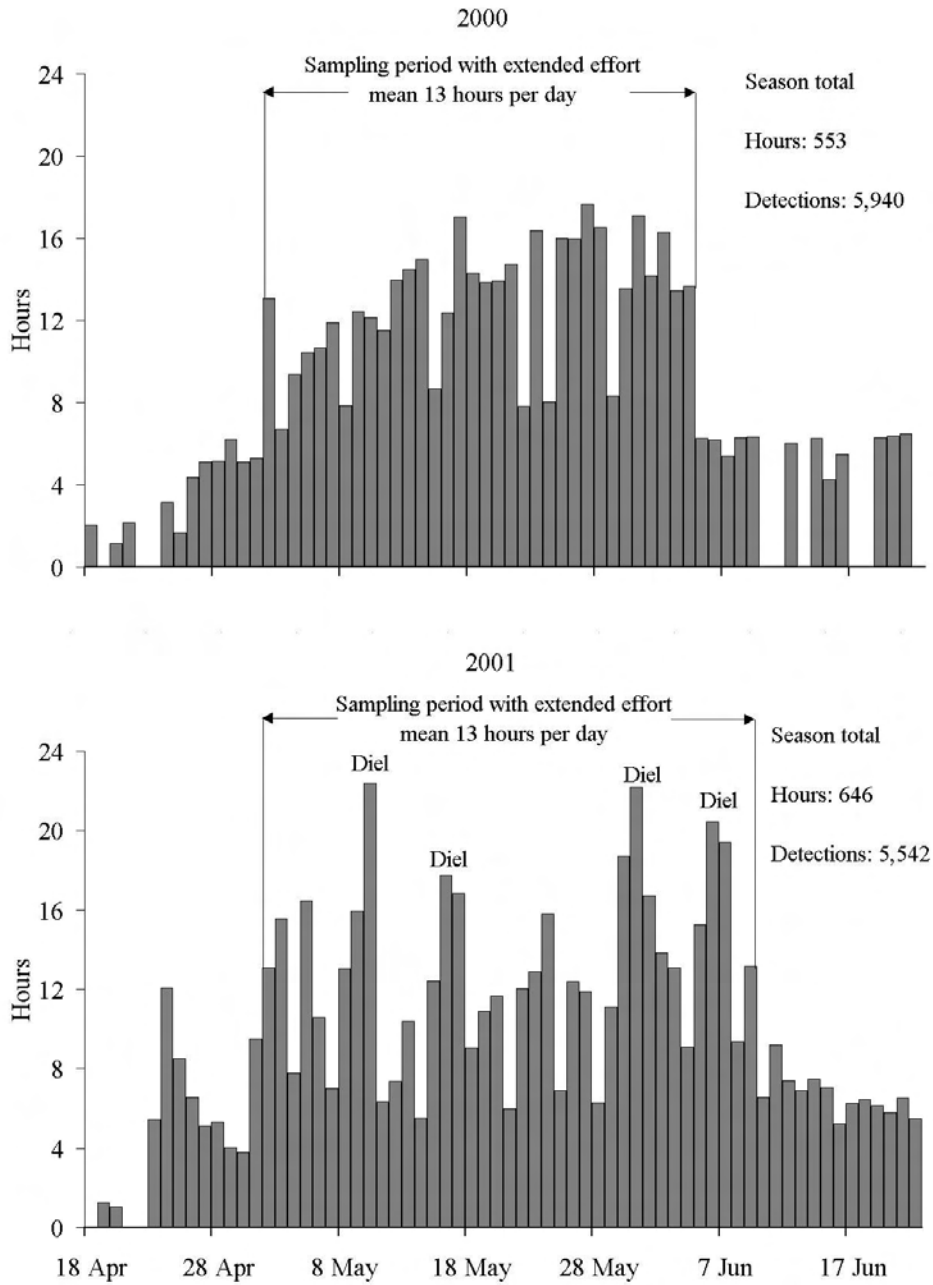 2000
Sampling period with extended effort
mean 13 hours per day
Season total
Hours: 553
Detections: 5,940
24
20
16
12
8
4
0
Hours
2001
Sampling period with extended effort
mean 13 hours per day
Season total
Hours: 646
Detections: 5,542
Diel
Diel
Diel
Diel
24
20
16
12
8
4
0
Hours
18 Apr 28 Apr 8 May 18 May 28 May 7 Jun 17 Jun